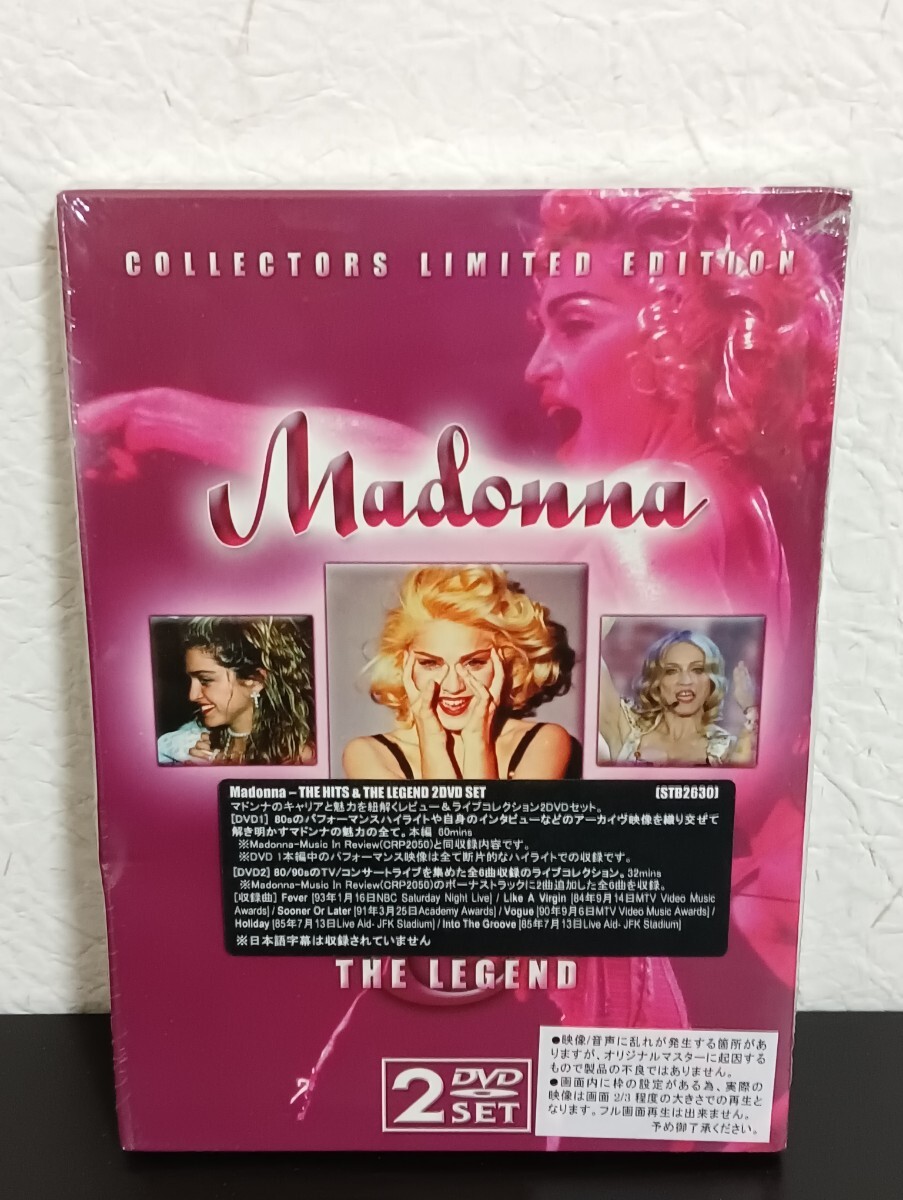 COLLECTORS LIMITED EDITION
Madonna
Madonna – THE HITS & THE LEGEND 2DVD SET (STB2630)
マドンナのキャリアと魅力を紐解くレビュー&ライブコレクション2DVDセット。
[DVD1] 80sのパフォーマンスハイライトや自身のインタビューなどのアーカイヴ映像を織り交ぜて
解き明かすマドンナの魅力の全て。本編 60mins
※Madonna-Music In Review(CRP2050)と同収録内容です。
※DVD 1本編中のパフォーマンス映像は全て断片的なハイライトでの収録です。
[DVD2] 80/90sのTV/コンサートライブを集めた全6曲収録のライブコレクション。32mins
※Madonna-Music In Review(CRP2050)のボーナストラックに2曲追加した全6曲を収録。
[収録曲] Fever [93年1月16日NBC Saturday Night Live] / Like A Virgin [84年9月14日MTV Video Music
Awards] / Sooner Or Later [91年3月25日Academy Awards] / Vogue [90年9月6日MTV Video Music Awards] /
Holiday [85年7月13日Live Aid- JFK Stadium] / Into The Groove [85年7月13日Live Aid- JFK Stadium]
※日本語字幕は収録されていません
THE LEGEND
2 DVD SET
●映像/音声に乱れが発生する箇所があ
りますが、オリジナルマスターに起因する
もので製品の不良ではありません。
●画面内に枠の設定がある為、実際の
映像は画面 2/3 程度の大きさでの再生と
なります。フル画面再生は出来ません。
予め御了承ください。